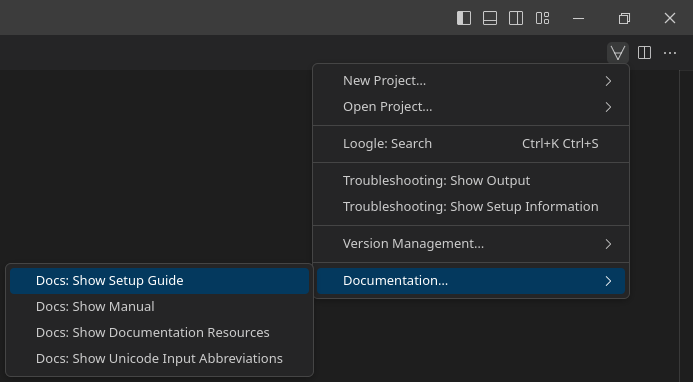 New Project...
Open Project...
Loogle: Search Ctrl+K Ctrl+S
Troubleshooting: Show Output
Troubleshooting: Show Setup Information
Version Management...
Documentation...
Docs: Show Setup Guide
Docs: Show Manual
Docs: Show Documentation Resources
Docs: Show Unicode Input Abbreviations